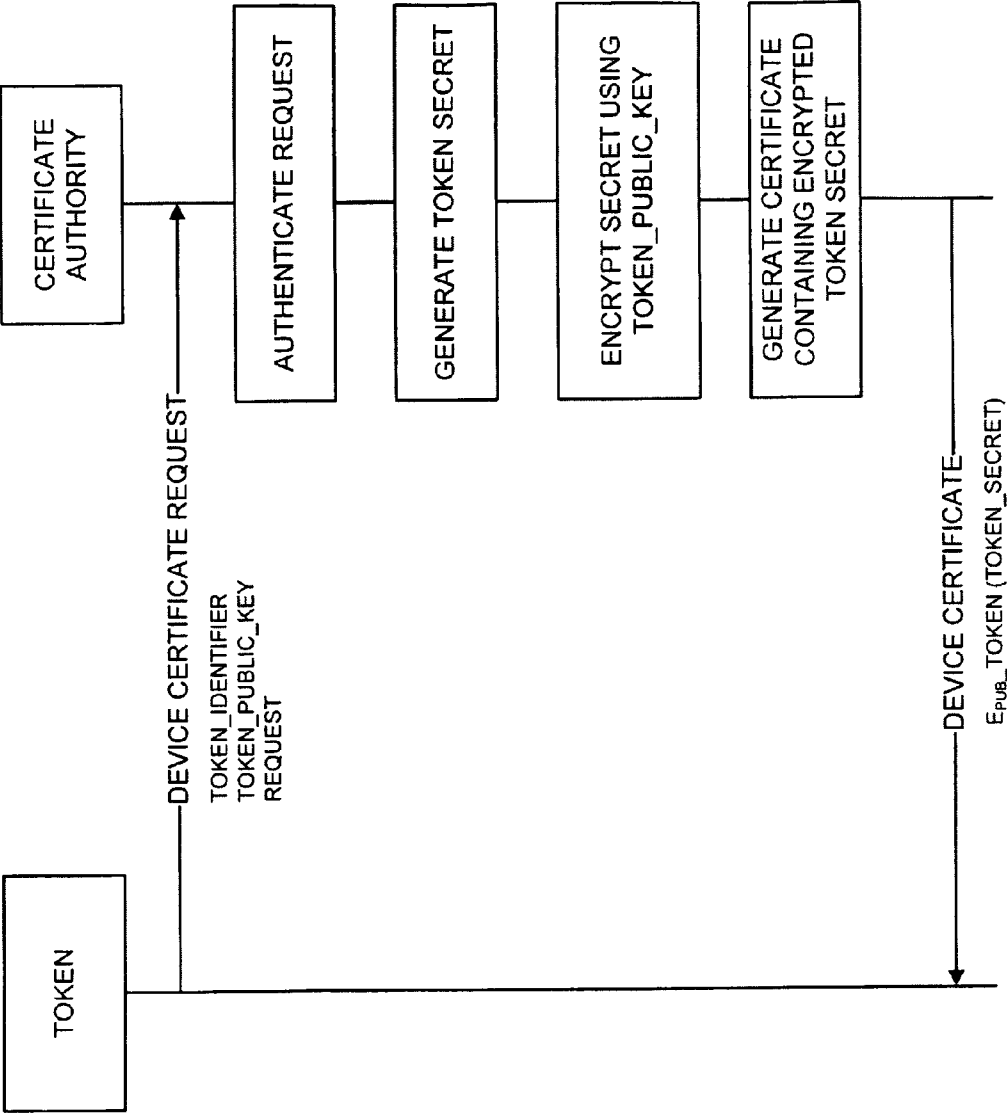 TOKEN
CERTIFICATE
AUTHORITY
DEVICE CERTIFICATE REQUEST
TOKEN_IDENTIFIER
TOKEN_PUBLIC_KEY
REQUEST
AUTHENTICATE REQUEST
GENERATE TOKEN SECRET
ENCRYPT SECRET USING
TOKEN_PUBLIC_KEY
GENERATE CERTIFICATE
CONTAINING ENCRYPTED
TOKEN SECRET
DEVICE CERTIFICATE
EPUB_TOKEN (TOKEN_SECRET)